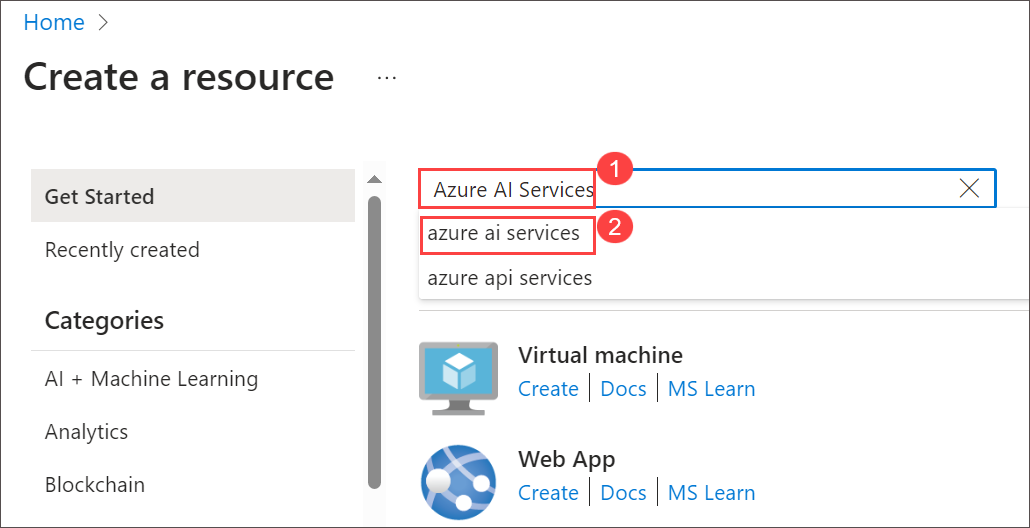 Home >
Create a resource ...
Get Started
Recently created
Categories
AI + Machine Learning
Analytics
Blockchain
Azure AI Services 1
azure ai services 2
azure api services
Virtual machine
Create | Docs | MS Learn
Web App
Create | Docs | MS Learn